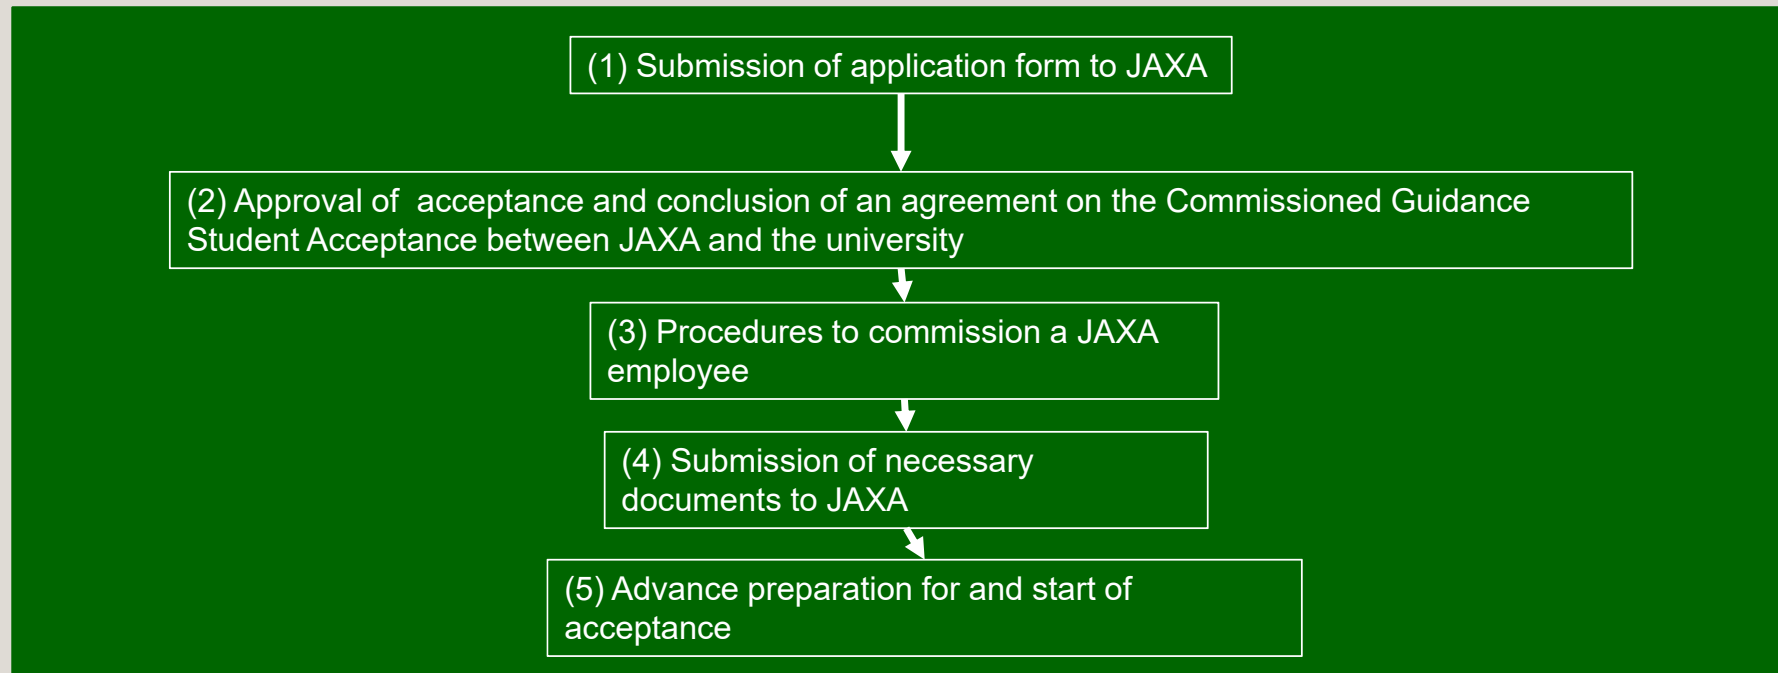 (1) Submission of application form to JAXA
(2) Approval of  acceptance and conclusion of an agreement on the Commissioned Guidance
Student Acceptance between JAXA and the university
(3) Procedures to commission a JAXA
employee
(4) Submission of necessary
documents to JAXA
(5) Advance preparation for and start of
acceptance